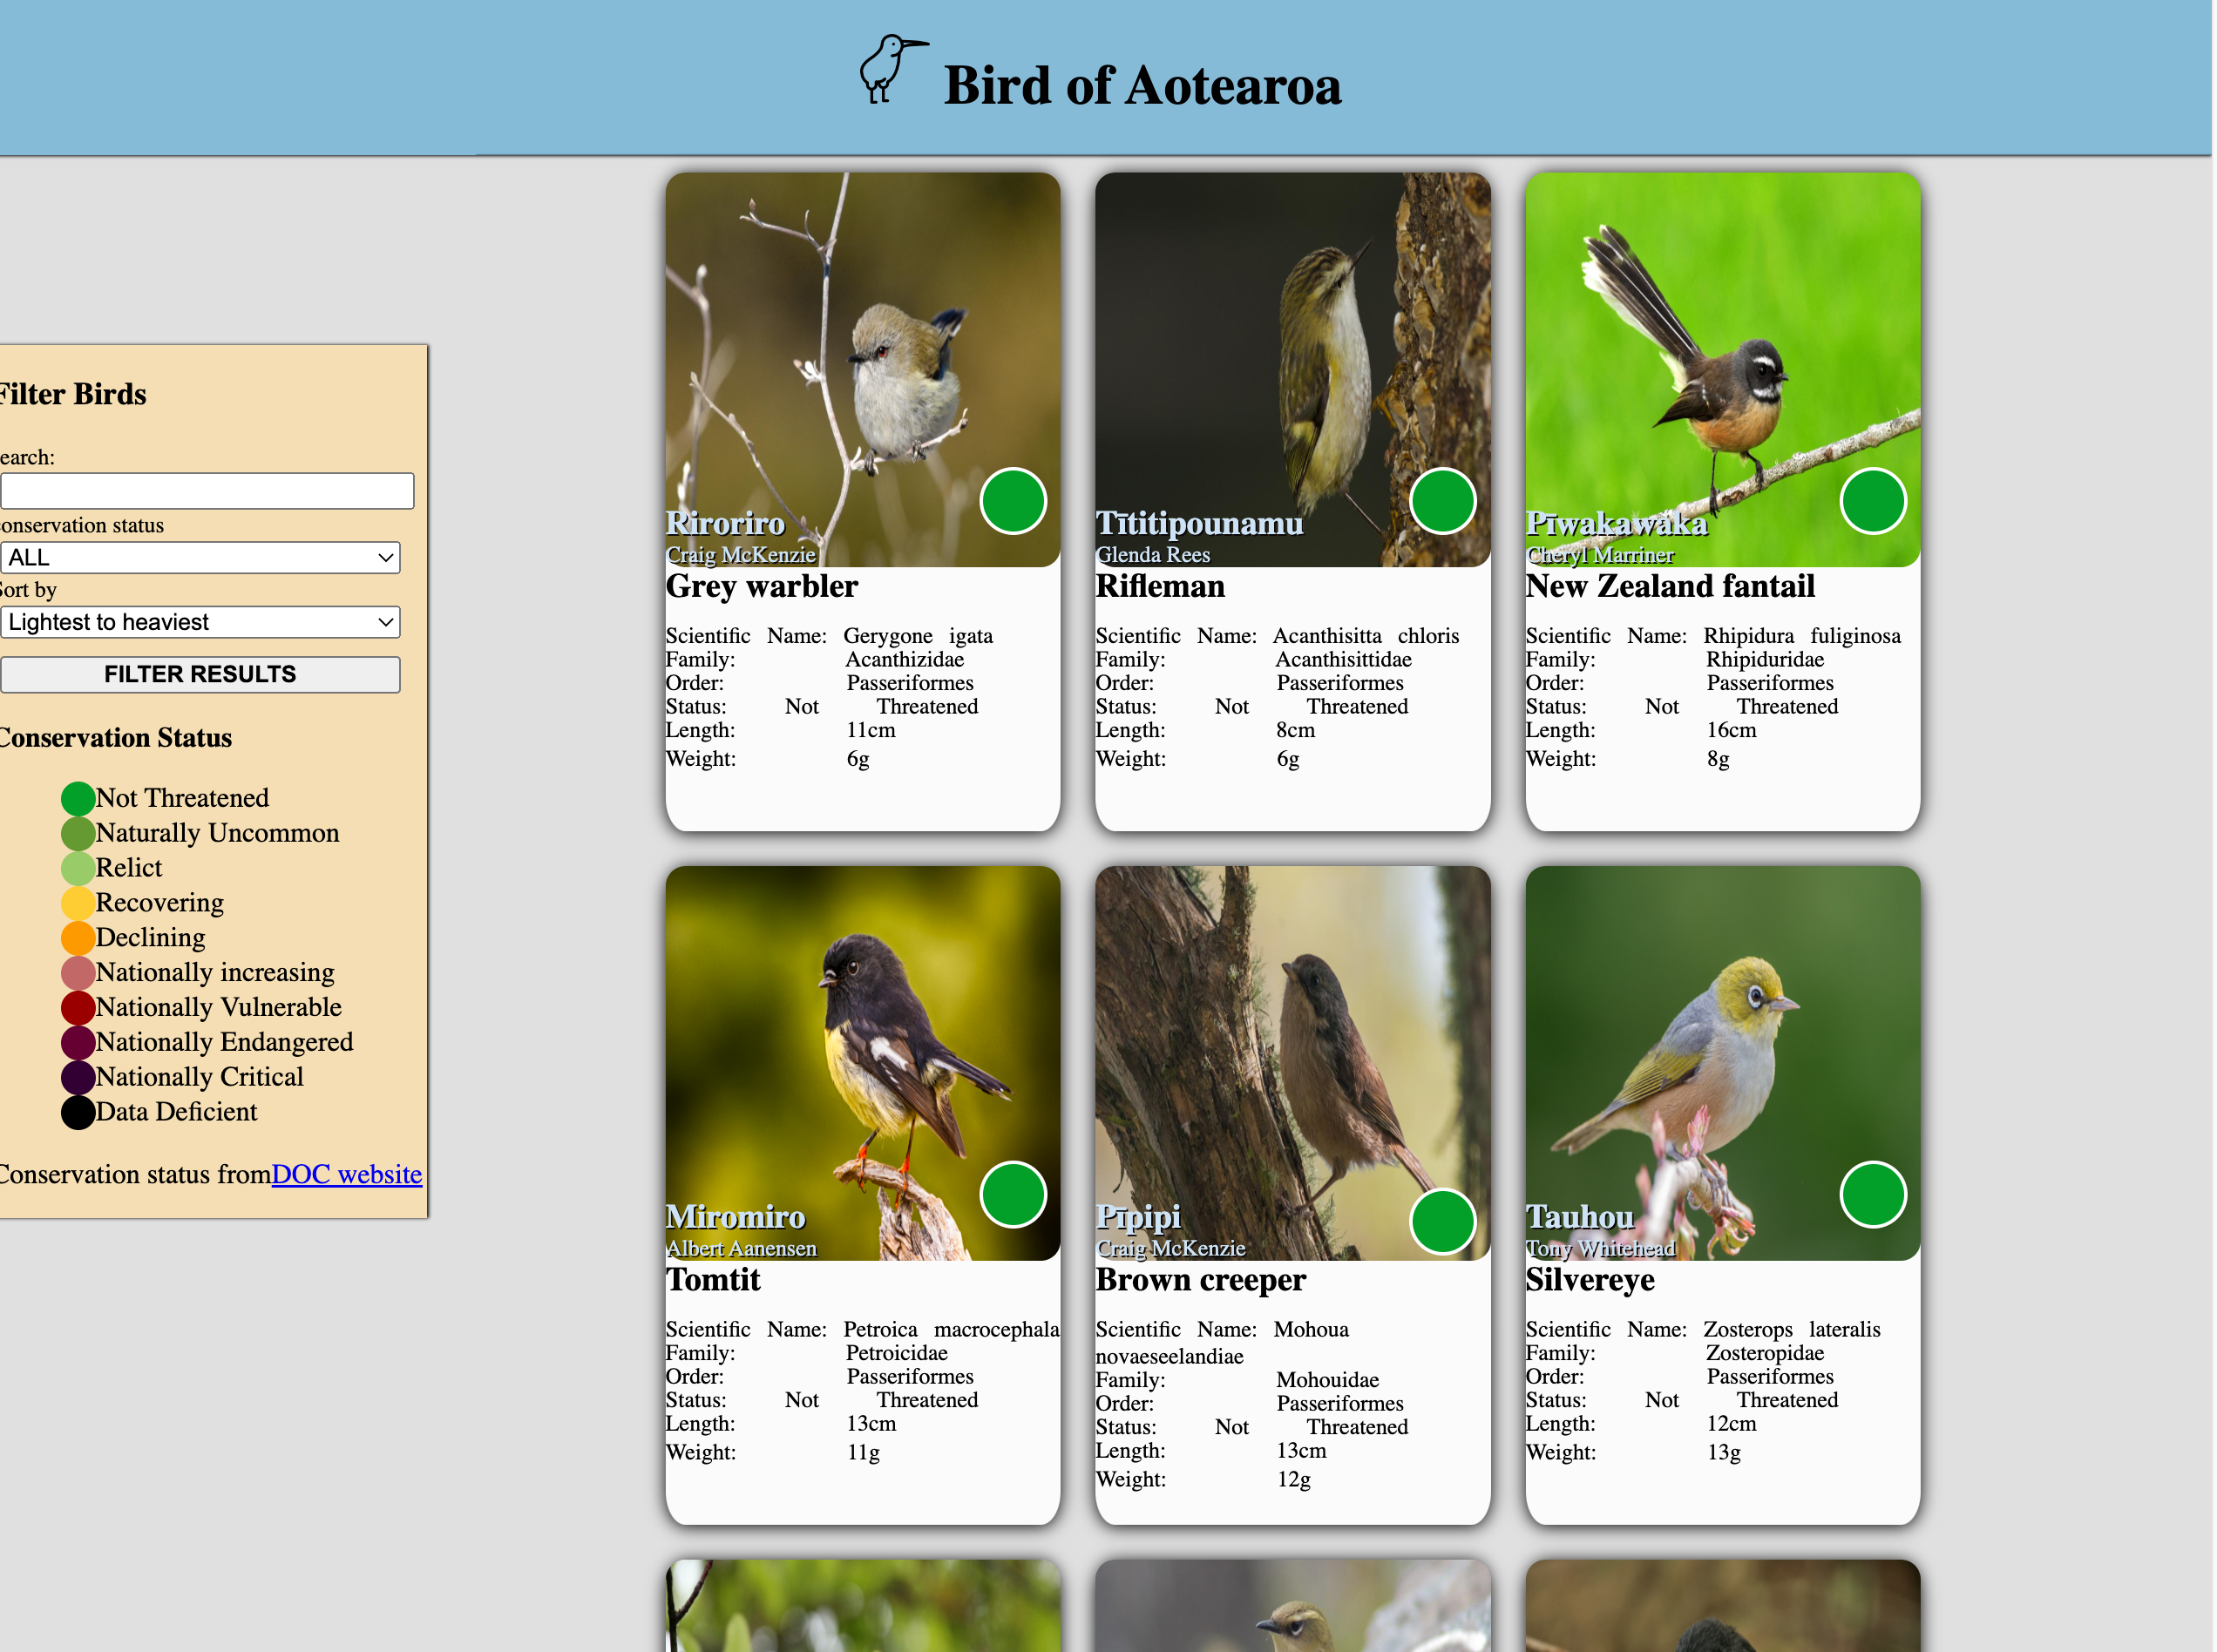 Bird of Aotearoa
Filter Birds
earch:
onservation status
ALL
Sort by
Lightest to heaviest
FILTER RESULTS
Conservation Status
Not Threatened
Naturally Uncommon
Relict
Recovering
Declining
Nationally increasing
Nationally Vulnerable
Nationally Endangered
Nationally Critical
Data Deficient
Conservation status fromDOC website
Riroriro
Craig McKenzie
Grey warbler
Scientific Name: Gerygone igata
Family: Acanthizidae
Order: Passeriformes
Status: Not Threatened
Length: 11cm
Weight: 6g
Tītitipounamu
Glenda Rees
Rifleman
Scientific Name: Acanthisitta chloris
Family: Acanthisittidae
Order: Passeriformes
Status: Not Threatened
Length: 8cm
Weight: 6g
Pīwakawaka
Cheryl Marriner
New Zealand fantail
Scientific Name: Rhipidura fuliginosa
Family: Rhipiduridae
Order: Passeriformes
Status: Not Threatened
Length: 16cm
Weight: 8g
Miromiro
Albert Aanensen
Tomtit
Scientific Name: Petroica macrocephala
Family: Petroicidae
Order: Passeriformes
Status: Not Threatened
Length: 13cm
Weight: 11g
Pīpipi
Craig McKenzie
Brown creeper
Scientific Name: Mohoua
novaeseelandiae
Family: Mohouidae
Order: Passeriformes
Status: Not Threatened
Length: 13cm
Weight: 12g
Tauhou
Tony Whitehead
Silvereye
Scientific Name: Zosterops lateralis
Family: Zosteropidae
Order: Passeriformes
Status: Not Threatened
Length: 12cm
Weight: 13g